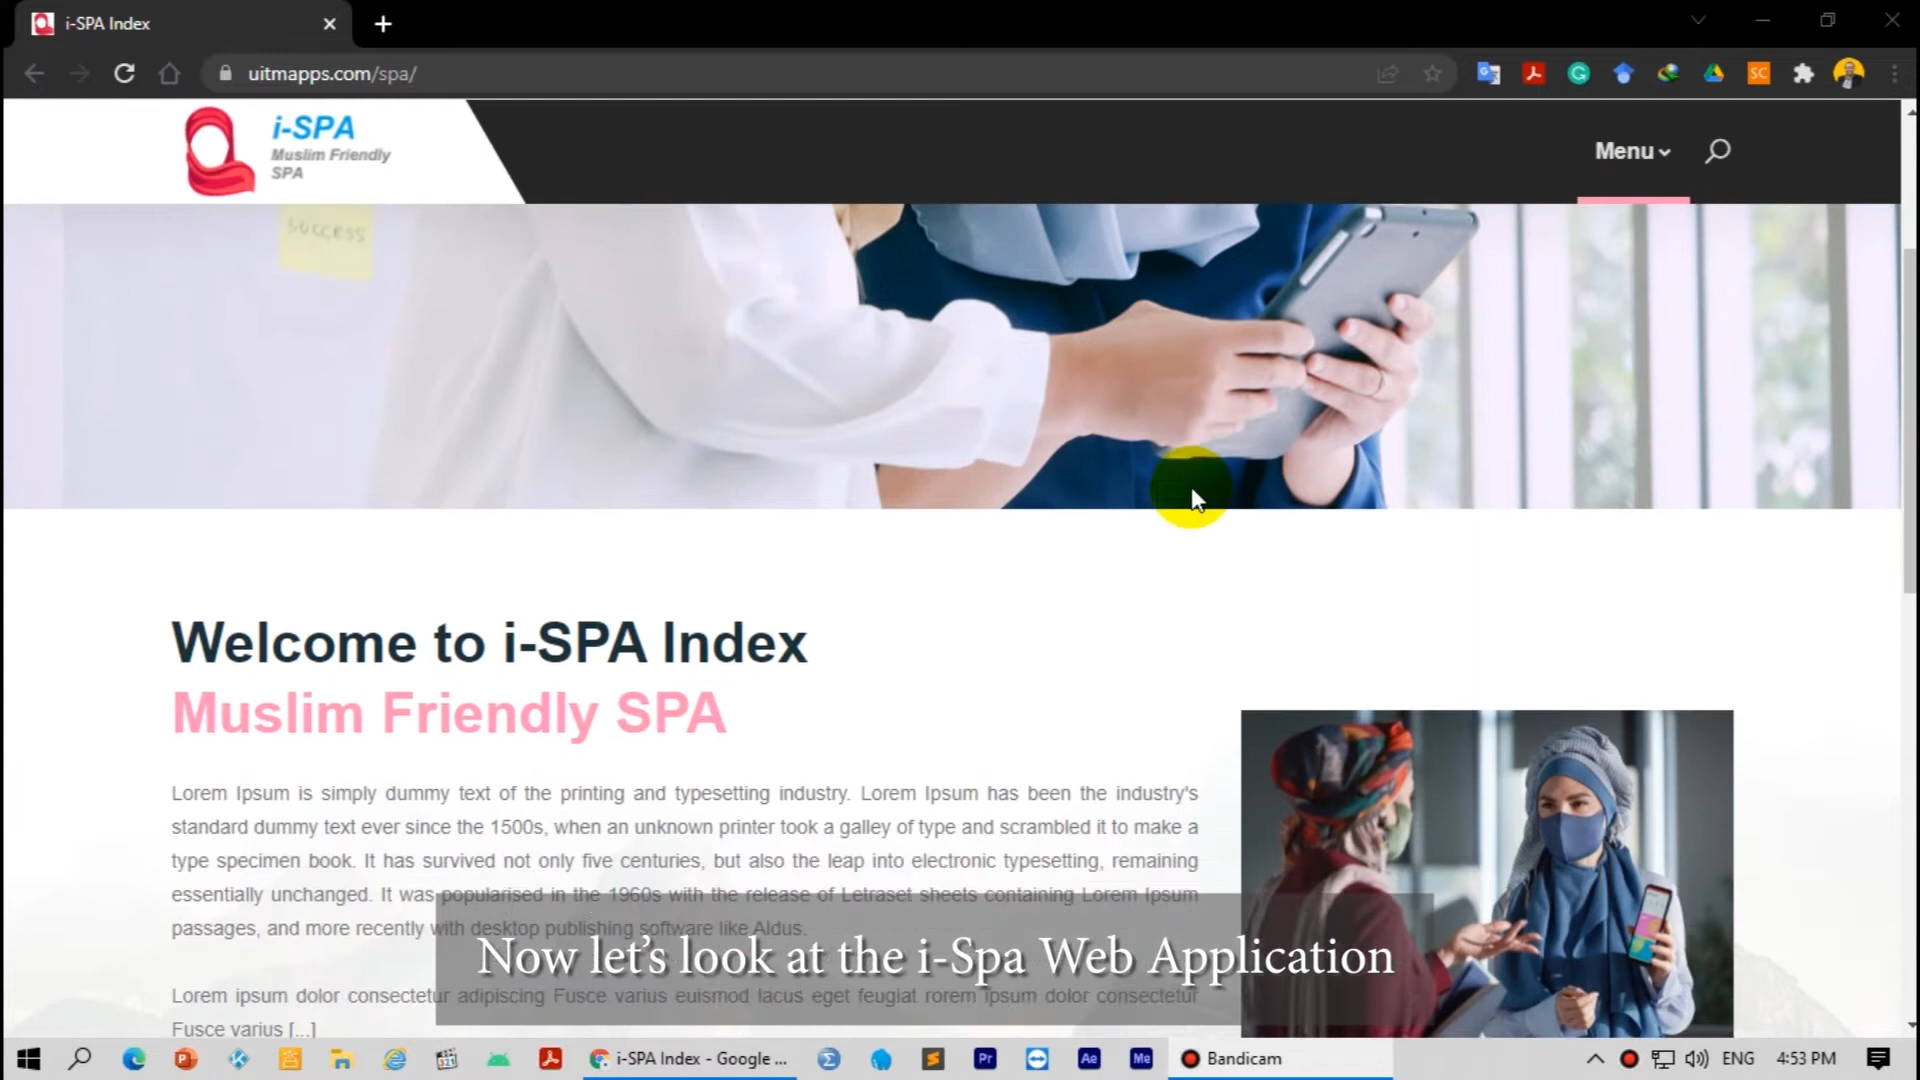 i-SPA Index
uitmapps.com/spa/
SC
i-SPA
Muslim Friendly
SPA
Menu
SUCCESS
Welcome to i-SPA Index
Muslim Friendly SPA
Lorem Ipsum is simply dummy text of the printing and typesetting industry. Lorem Ipsum has been the industry's
standard dummy text ever since the 1500s, when an unknown printer took a galley of type and scrambled it to make a
type specimen book. It has survived not only five centuries, but also the leap into electronic typesetting, remaining
essentially unchanged. It was popularised in the 1960s with the release of Letraset sheets containing Lorem Ipsum
passages, and more recently with desktop publishing software like Aldus.
Now let's look at the i-Spa Web Application
Lorem ipsum dolor consectetur adipiscing Fusce varius euismod lacus eget feugiat rorem ipsum dolor consectetur
Fusce varius [...]
i-SPA Index - Google ...
Pr
Ae
Me
Bandicam
ENG
4:53 PM